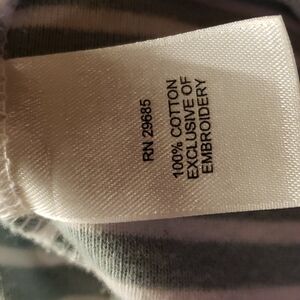 RN 29685
100% COTTON
EXCLUSIVE OF
EMBROIDERY